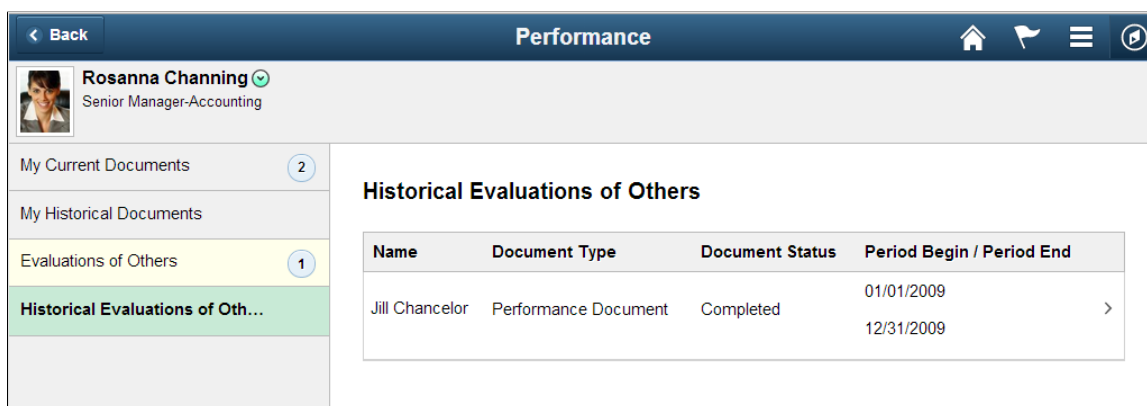 Back
Performance
Rosanna Channing
Senior Manager-Accounting
My Current Documents 2
My Historical Documents
Evaluations of Others 1
Historical Evaluations of Oth...
Historical Evaluations of Others
Name Document Type Document Status Period Begin / Period End
Jill Chancelor Performance Document Completed 01/01/2009
12/31/2009